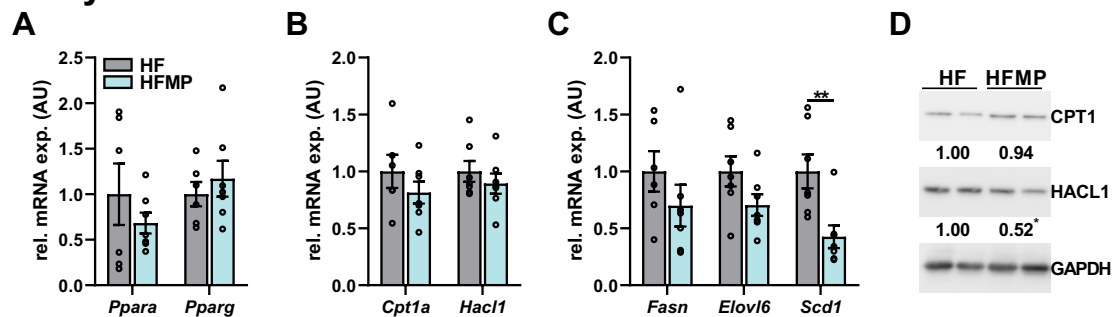 A
rel. mRNA exp. (AU)
2.5
2.0
1.5
1.0
0.5
0.0
HF
HFMP
Ppara
Pparg
B
rel. mRNA exp. (AU)
2.0
1.5
1.0
0.5
0.0
Cpt1a
Hacl1
C
rel. mRNA exp. (AU)
2.0
1.5
1.0
0.5
0.0
**
Fasn
Elovl6
Scd1
D
HF HFMP
CPT1
1.00 0.94
HACL1
1.00 0.52*
GAPDH